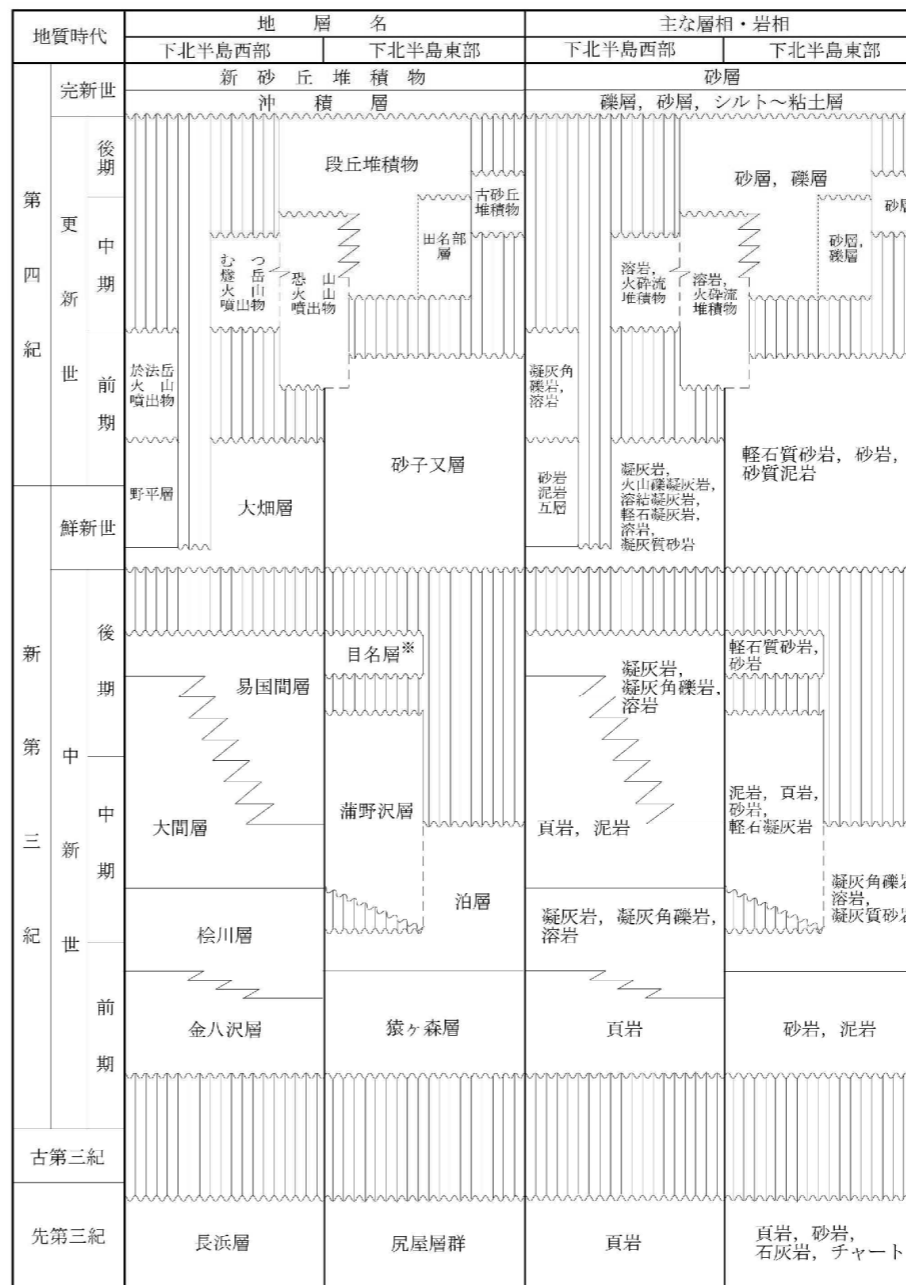 地質時代
地層名
主な層相・岩相
下北半島西部
下北半島東部
下北半島西部
下北半島東部
第四紀
完新世
新砂丘堆積物
砂層
沖積層
礫層，砂層，シルト～粘土層
更新世
後期
中期
前期
段丘堆積物
古砂丘
堆積物
田名部
層
むつ
燧岳
火山
噴出物
恐山
火山
噴出物
於法岳
火山
噴出物
野平層
大畑層
砂子又層
砂層，礫層
砂層
砂層，
礫層
溶岩，
火砕流
堆積物
溶岩，
火砕流
堆積物
凝灰角
礫岩，
溶岩
砂岩
泥岩
互層
凝灰岩，
火山礫凝灰岩，
溶結凝灰岩，
軽石凝灰岩，
溶岩，
凝灰質砂岩
軽石質砂岩，砂岩，
砂質泥岩
新第三紀
鮮新世
中新世
後期
中期
前期
目名層※
易国間層
大間層
蒲野沢層
泊層
桧川層
金八沢層
猿ヶ森層
凝灰岩，
凝灰角礫岩，
溶岩
軽石質砂岩，
砂岩
頁岩，泥岩
泥岩，頁岩，
砂岩，
軽石凝灰岩
凝灰岩，凝灰角礫岩，
溶岩
凝灰角礫岩
溶岩，
凝灰質砂岩
頁岩
砂岩，泥岩
古第三紀
先第三紀
長浜層
尻屋層群
頁岩
頁岩，砂岩，
石灰岩，チャート